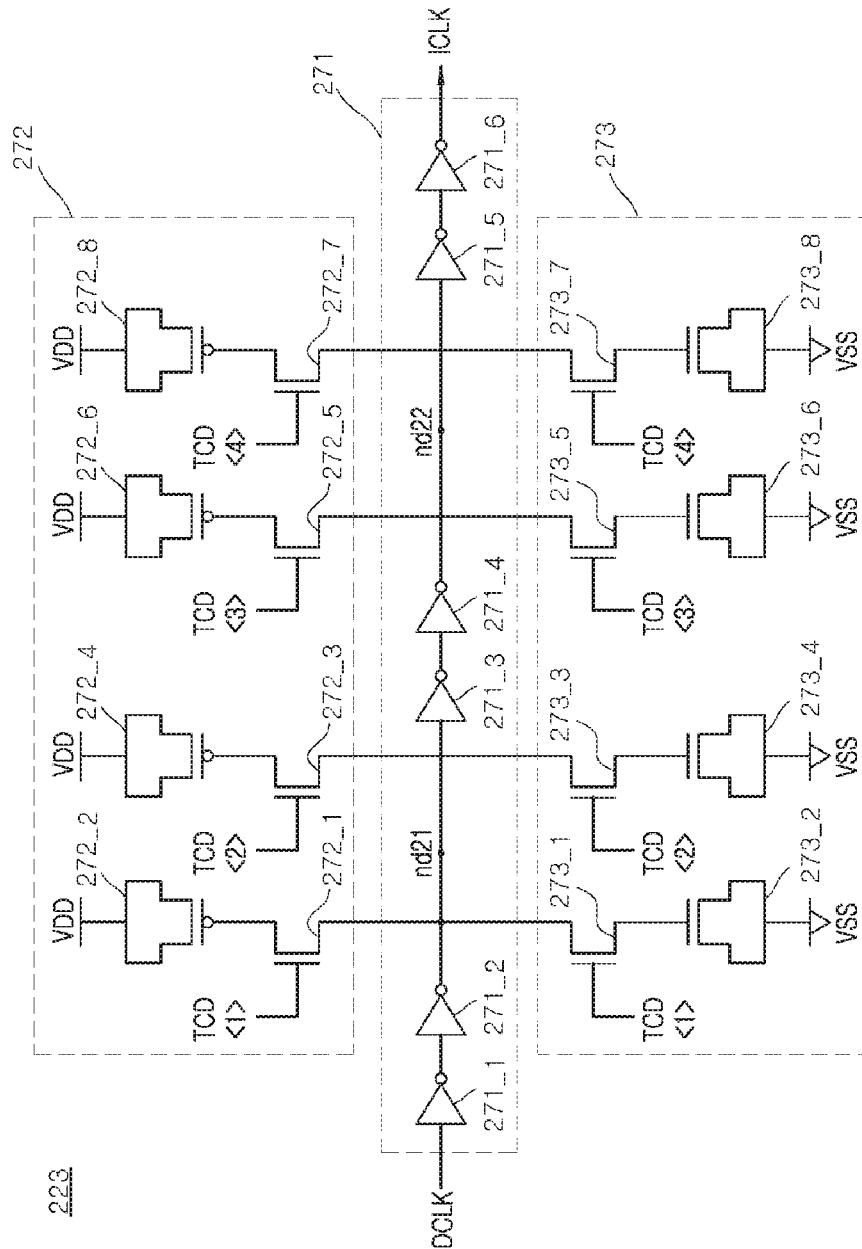 223
272
VDD
272_2
VDD
272_4
VDD
272_6
VDD
272_8
TCD
<1>
272_1
TCD
<2>
272_3
TCD
<3>
272_5
TCD
<4>
272_7
271
DCLK
271_1
271_2
nd21
271_3
271_4
nd22
271_5
271_6
ICLK
273
TCD
<1>
273_1
TCD
<2>
273_3
TCD
<3>
273_5
TCD
<4>
273_7
273_2
VSS
273_4
VSS
273_6
VSS
273_8
VSS